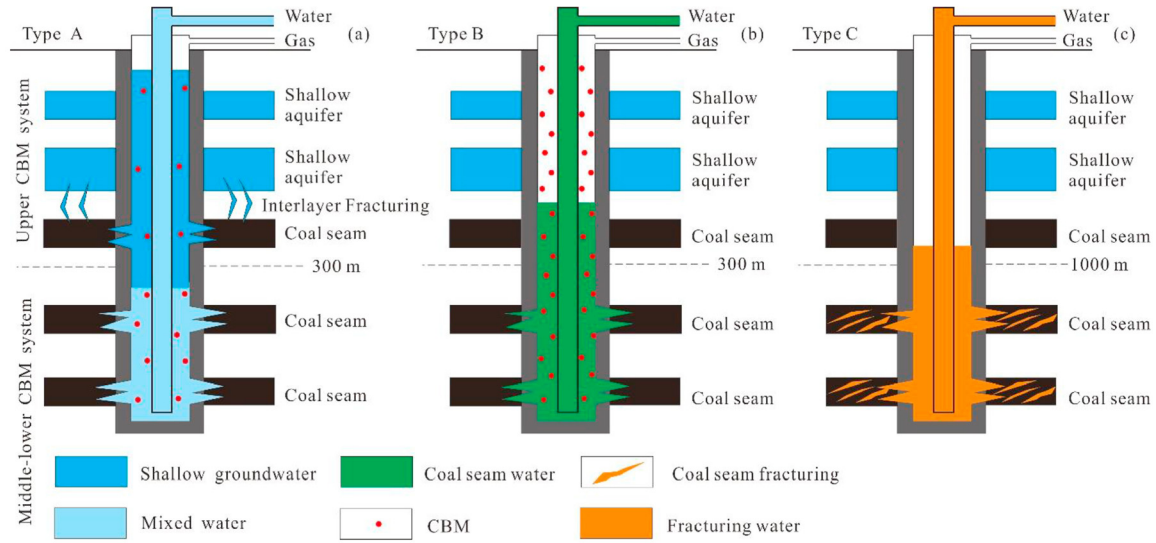 Type A
Water
Gas
(a)
Upper CBM system
Shallow
aquifer
Shallow
aquifer
Interlayer Fracturing
Coal seam
300 m
Middle-lower CBM system
Coal seam
Coal seam
Type B
Water
Gas
(b)
Shallow
aquifer
Shallow
aquifer
Coal seam
300 m
Coal seam
Coal seam
Type C
Water
Gas
(c)
Shallow
aquifer
Shallow
aquifer
Coal seam
1000 m
Coal seam
Coal seam
Shallow groundwater
Coal seam water
Coal seam fracturing
Mixed water
CBM
Fracturing water